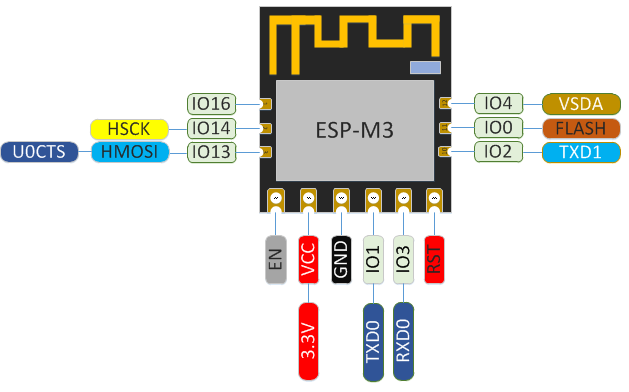 IO16
IO4
VSDA
HSCK
IO14
ESP-M3
IO0
FLASH
U0CTS
HMOSI
IO13
IO2
TXD1
EN
VCC
GND
IO1
IO3
RST
3.3V
TXD0
RXD0